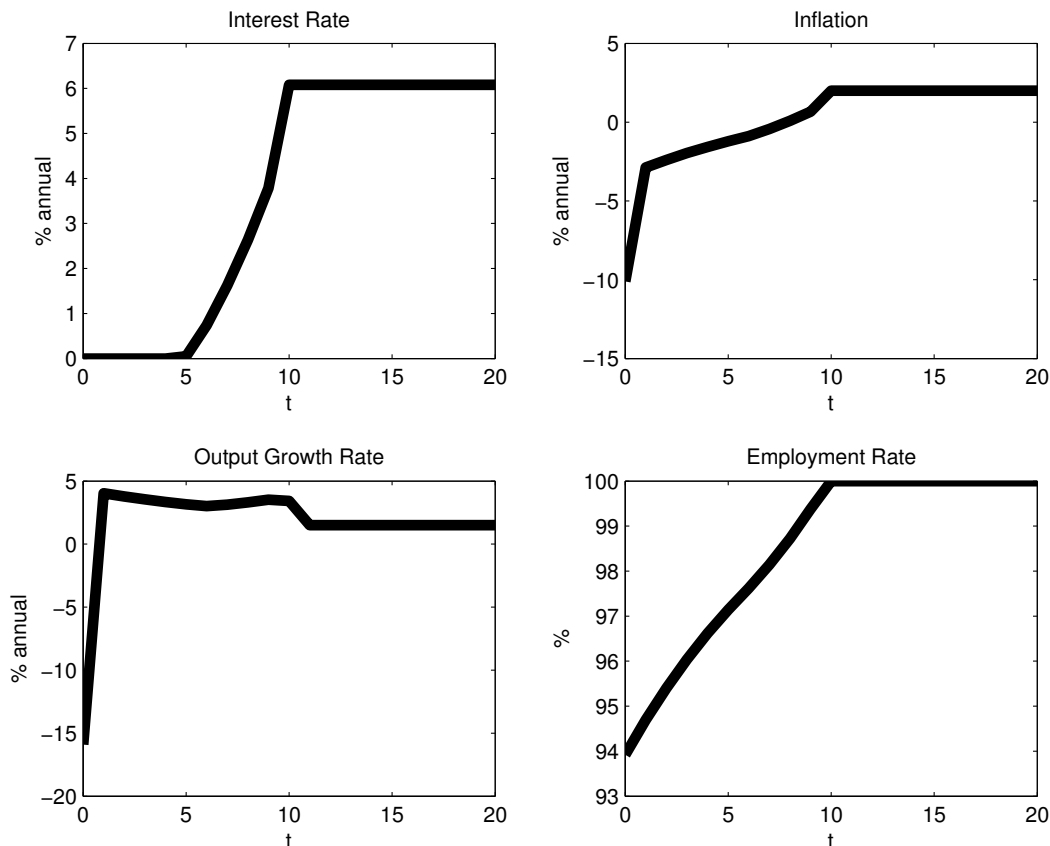 Interest Rate
7
6
5
4
3
2
1
0
% annual
0 5 10 15 20
t
Inflation
5
0
−5
−10
−15
% annual
0 5 10 15 20
t
Output Growth Rate
5
0
−5
−10
−15
−20
% annual
0 5 10 15 20
t
Employment Rate
100
99
98
97
96
95
94
93
%
0 5 10 15 20
t